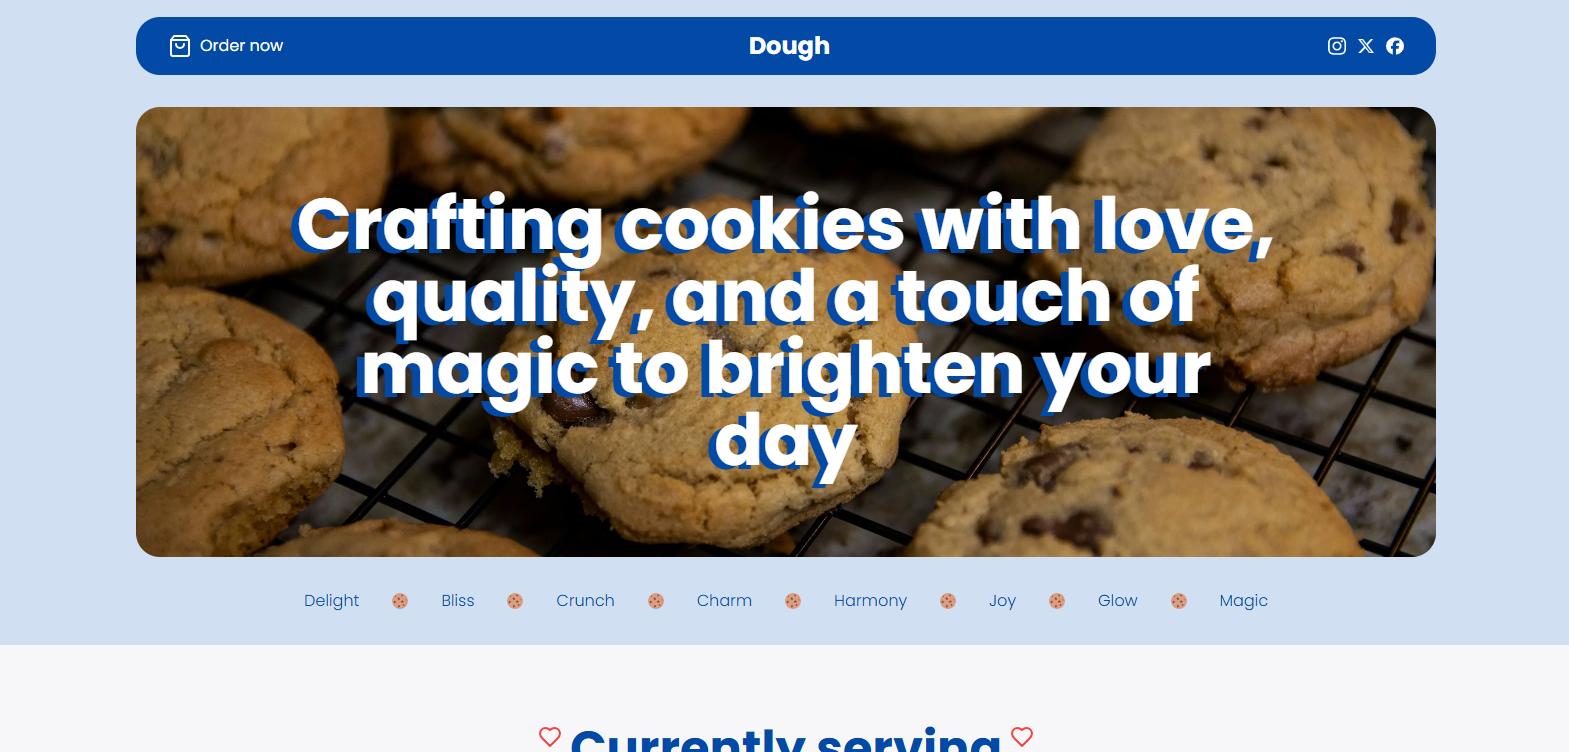 Order now
Dough
Crafting cookies with love,
quality, and a touch of
magic to brighten your
day
Delight Bliss Crunch Charm Harmony Joy Glow Magic
Currently serving